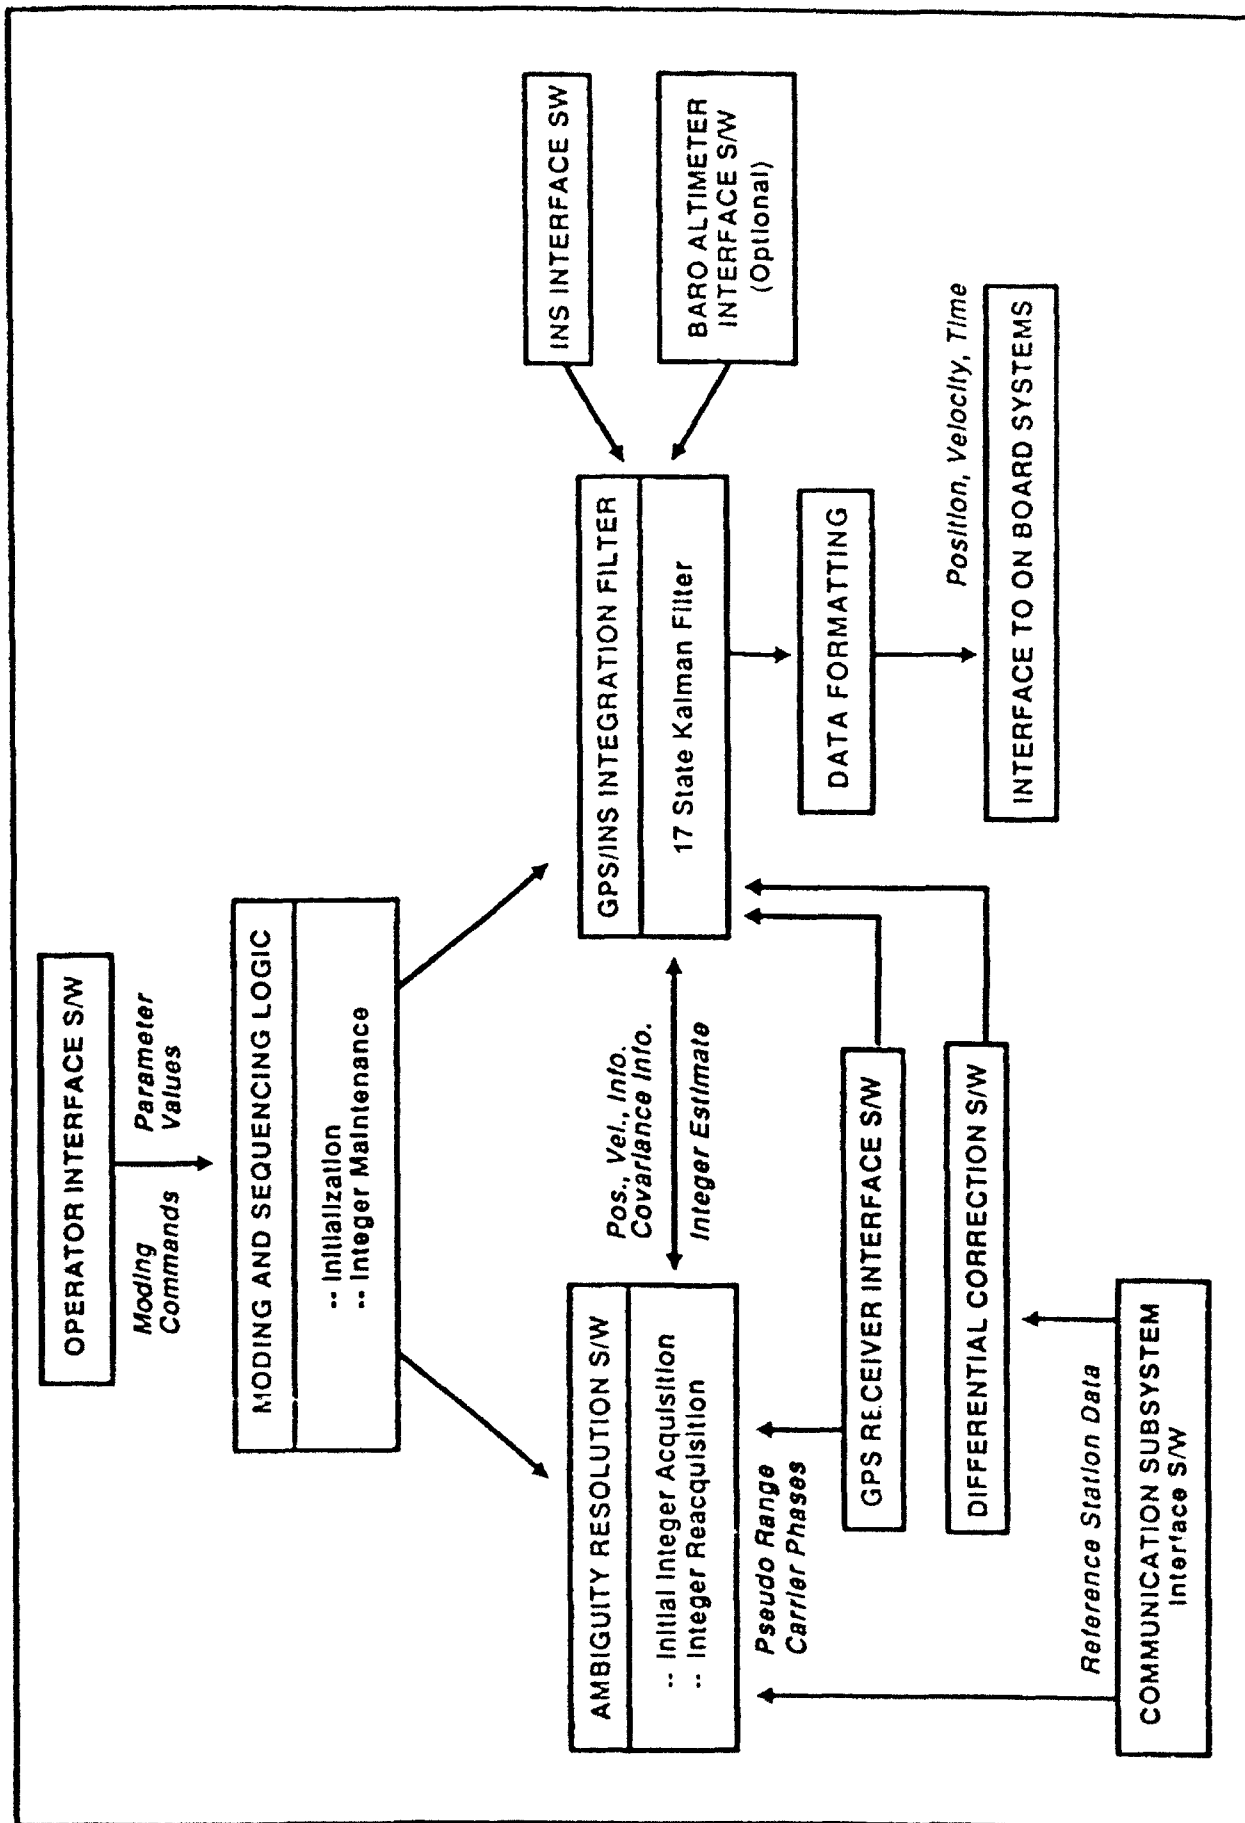 OPERATOR INTERFACE S/W
Moding
Commands
Parameter
Values
MODING AND SEQUENCING LOGIC
-- Initialization
-- Integer Maintenance
AMBIGUITY RESOLUTION S/W
-- Initial Integer Acquisition
-- Integer Reacquisition
Pos., Vel., Info.
Covariance Info.
Integer Estimate
GPS/INS INTEGRATION FILTER
17 State Kalman Filter
INS INTERFACE SW
BARO ALTIMETER
INTERFACE S/W
(Optional)
Pseudo Range
Carrier Phases
GPS RECEIVER INTERFACE S/W
DIFFERENTIAL CORRECTION S/W
Reference Station Data
COMMUNICATION SUBSYSTEM
Interface S/W
DATA FORMATTING
Position, Velocity, Time
INTERFACE TO ON BOARD SYSTEMS